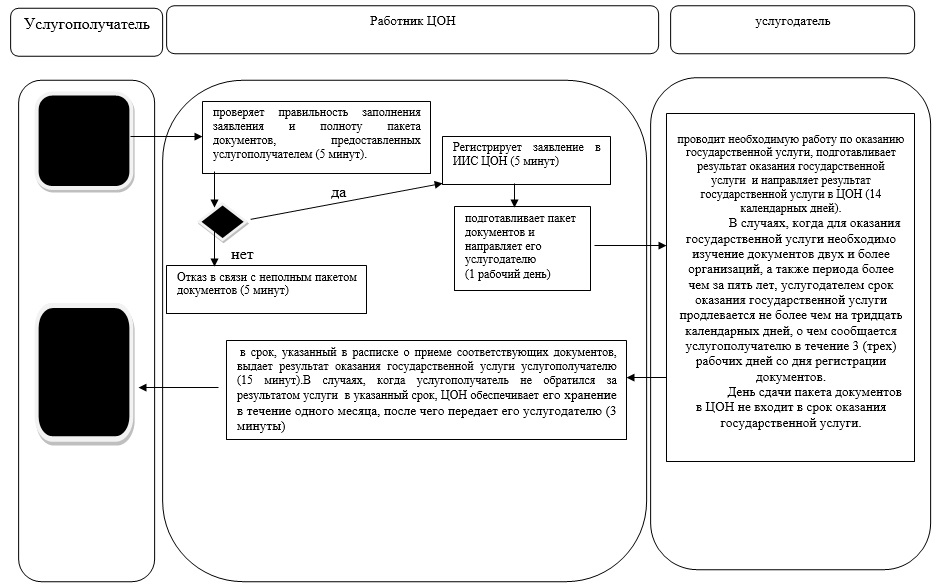 Услугополучатель
Работник ЦОН
услугодатель
проверяет правильность заполнения
заявления и полноту пакета
документов, предоставленных
услугополучателем (5 минут).
да
нет
Отказ в связи с неполным пакетом
документов (5 минут)
Регистрирует заявление в
ИИС ЦОН (5 минут)
подготавливает пакет
документов и
направляет его
услугодателю
(1 рабочий день)
проводит необходимую работу по оказанию
государственной услуги, подготавливает
результат оказания государственной
услуги и направляет результат
государственной услуги в ЦОН (14
календарных дней).
В случаях, когда для оказания
государственной услуги необходимо
изучение документов двух и более
организаций, а также периода более
чем за пять лет, услугодателем срок
оказания государственной услуги
продлевается не более чем на тридцать
календарных дней, о чем сообщается
услугополучателю в течение 3 (трех)
рабочих дней со дня регистрации
документов.
День сдачи пакета документов
в ЦОН не входит в срок оказания
государственной услуги.
в срок, указанный в расписке о приеме соответствующих документов,
выдает результат оказания государственной услуги услугополучателю
(15 минут).В случаях, когда услугополучатель не обратился за
результатом услуги в указанный срок, ЦОН обеспечивает его хранение
в течение одного месяца, после чего передает его услугодателю (3
минуты)